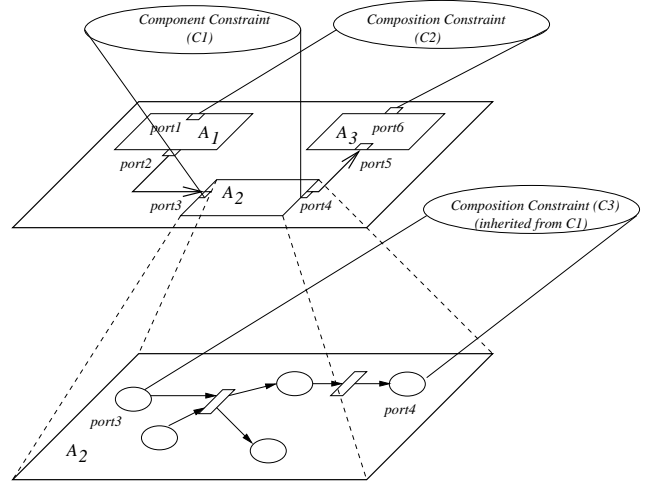 Component Constraint
(C1)
Composition Constraint
(C2)
port1
A1
A3
port6
port2
port5
port3
A2
port4
Composition Constraint (C3)
(inherited from C1)
port3
port4
A2